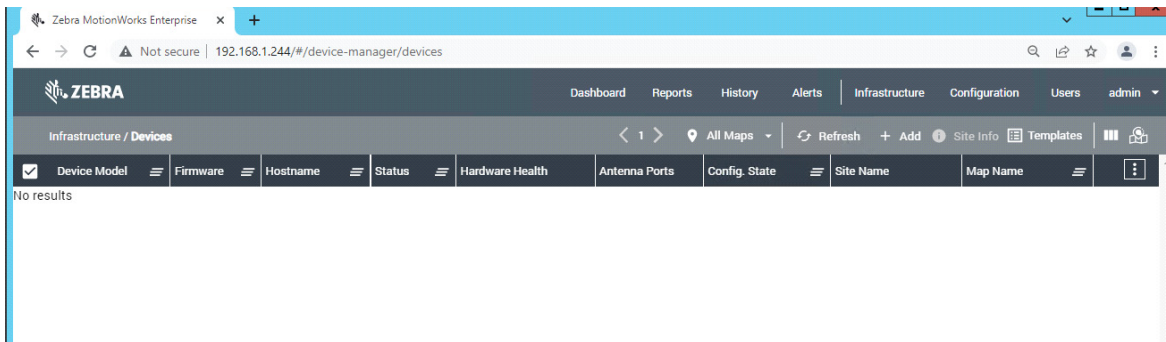 Zebra MotionWorks Enterprise
Not secure | 192.168.1.244/#/device-manager/devices
ZEBRA Dashboard Reports History Alerts Infrastructure Configuration Users admin
Infrastructure / Devices < 1 > All Maps Refresh + Add Site Info Templates
Device Model Firmware Hostname Status Hardware Health Antenna Ports Config. State Site Name Map Name
No results